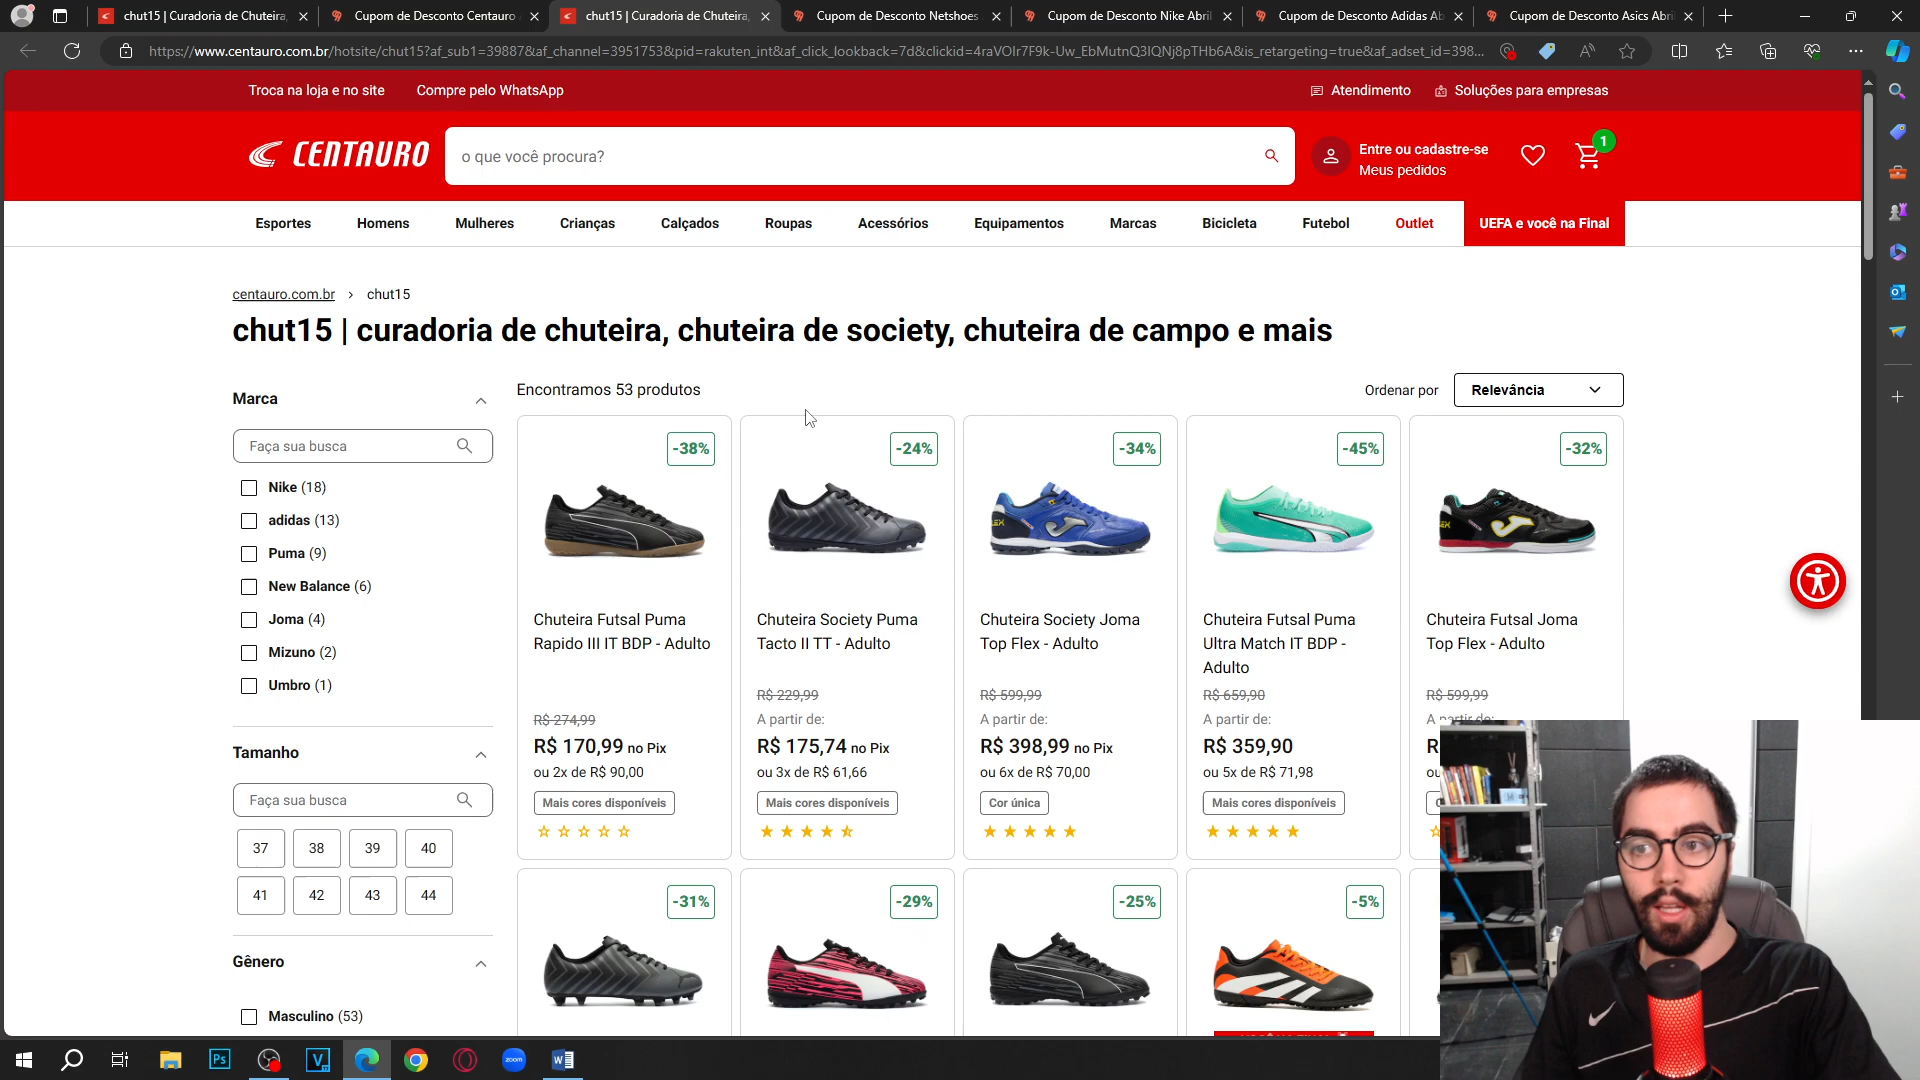 chut15 | Curadoria de Chuteira,
Cupom de Desconto Centauro
chut15 | Curadoria de Chuteira,
Cupom de Desconto Netshoes
Cupom de Desconto Nike Abril
Cupom de Desconto Adidas Ab
Cupom de Desconto Asics Abri
https://www.centauro.com.br/hotsite/chut15?af_sub1=39887&af_channel=3951753&pid=rakuten_int&af_click_lookback=7d&clickid=4raVOIr7F9k-Uw_EbMutnQ3IQNj8pTHb6A&is_retargeting=true&af_adset_id=398...
Troca na loja e no site
Compre pelo WhatsApp
Atendimento
Soluções para empresas
CENTAURO
o que você procura?
Entre ou cadastre-se
Meus pedidos
1
Esportes
Homens
Mulheres
Crianças
Calçados
Roupas
Acessórios
Equipamentos
Marcas
Bicicleta
Futebol
Outlet
UEFA e você na Final
centauro.com.br > chut15
chut15 | curadoria de chuteira, chuteira de society, chuteira de campo e mais
Marca
Faça sua busca
Nike (18)
adidas (13)
Puma (9)
New Balance (6)
Joma (4)
Mizuno (2)
Umbro (1)
Tamanho
Faça sua busca
37
38
39
40
41
42
43
44
Gênero
Masculino (53)
Encontramos 53 produtos
Ordenar por
Relevância
-38%
Chuteira Futsal Puma
Rapido III IT BDP - Adulto
R$ 274,99
R$ 170,99 no Pix
ou 2x de R$ 90,00
Mais cores disponíveis
-24%
Chuteira Society Puma
Tacto II TT - Adulto
R$ 229,99
A partir de:
R$ 175,74 no Pix
ou 3x de R$ 61,66
Mais cores disponíveis
-34%
Chuteira Society Joma
Top Flex - Adulto
R$ 599,99
A partir de:
R$ 398,99 no Pix
ou 6x de R$ 70,00
Cor única
-45%
Chuteira Futsal Puma
Ultra Match IT BDP -
Adulto
R$ 659,90
A partir de:
R$ 359,90
ou 5x de R$ 71,98
Mais cores disponíveis
-32%
Chuteira Futsal Joma
Top Flex - Adulto
R$ 599,99
A partir de:
R
ou
-31%
-29%
-25%
-5%
Ps
V
zoom
W